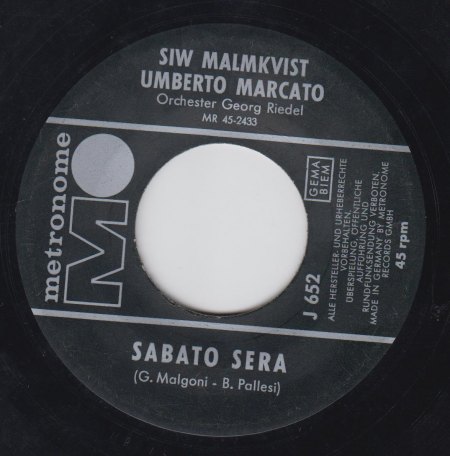 SIW MALMKVIST
UMBERTO MARCATO
Orchester Georg Riedel
MR 45-2433
metronome
GEMA
BIEM
ALLE HERSTELLER- UND URHEBERRECHTE
VORBEHALTEN.
ÜBERSPIELUNG, ÖFFENTLICHE
AUFFÜHRUNG UND
RUNDFUNKSENDUNG VERBOTEN.
MADE IN GERMANY BY METRONOME
RECORDS GMBH
45 rpm
J 652
SABATO SERA
(G. Malgoni - B. Pallesi)